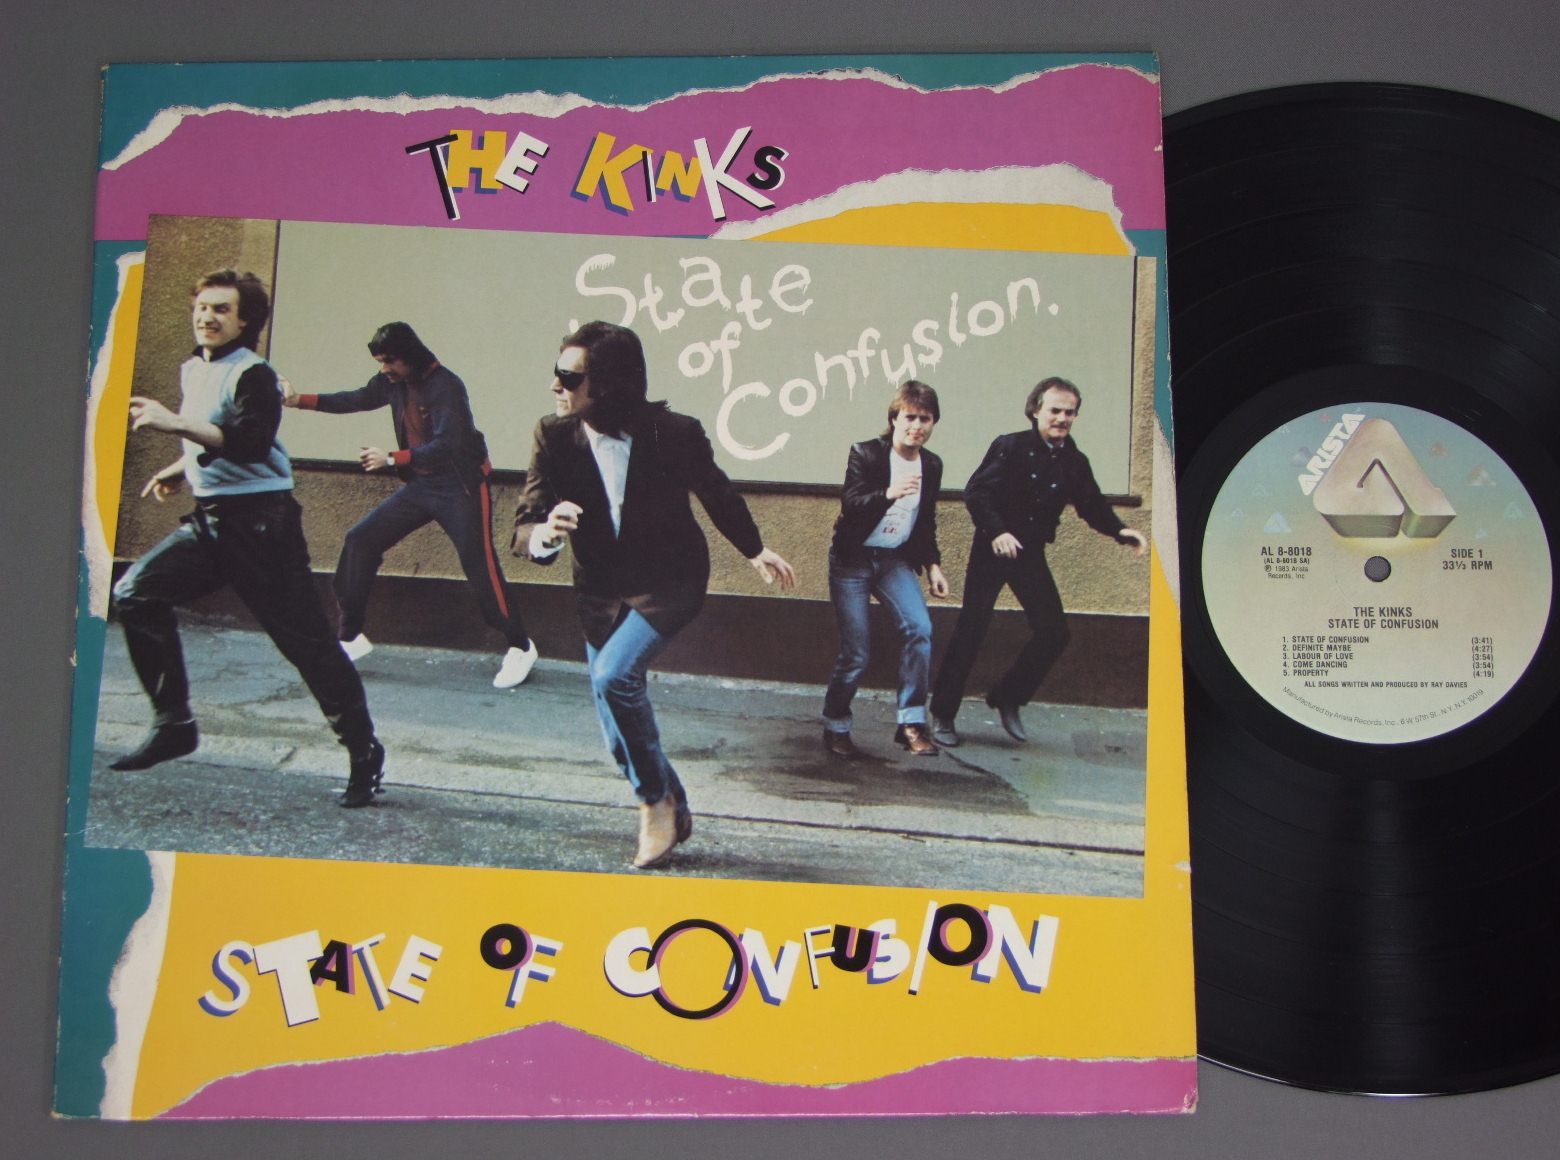 THE KINKS
State
of
Confusion.
STATE OF CONFUSION
ARISTA
AL 8-8018
(AL 8-8018 SA)
℗ 1983 Arista
Records, Inc.
SIDE 1
33⅓ RPM
THE KINKS
STATE OF CONFUSION
1. STATE OF CONFUSION (3:41)
2. DEFINITE MAYBE (4:27)
3. LABOUR OF LOVE (3:54)
4. COME DANCING (3:54)
5. PROPERTY (4:19)
ALL SONGS WRITTEN AND PRODUCED BY RAY DAVIES
Manufactured by Arista Records, Inc., 6 W. 57th St., N.Y., N.Y. 10019